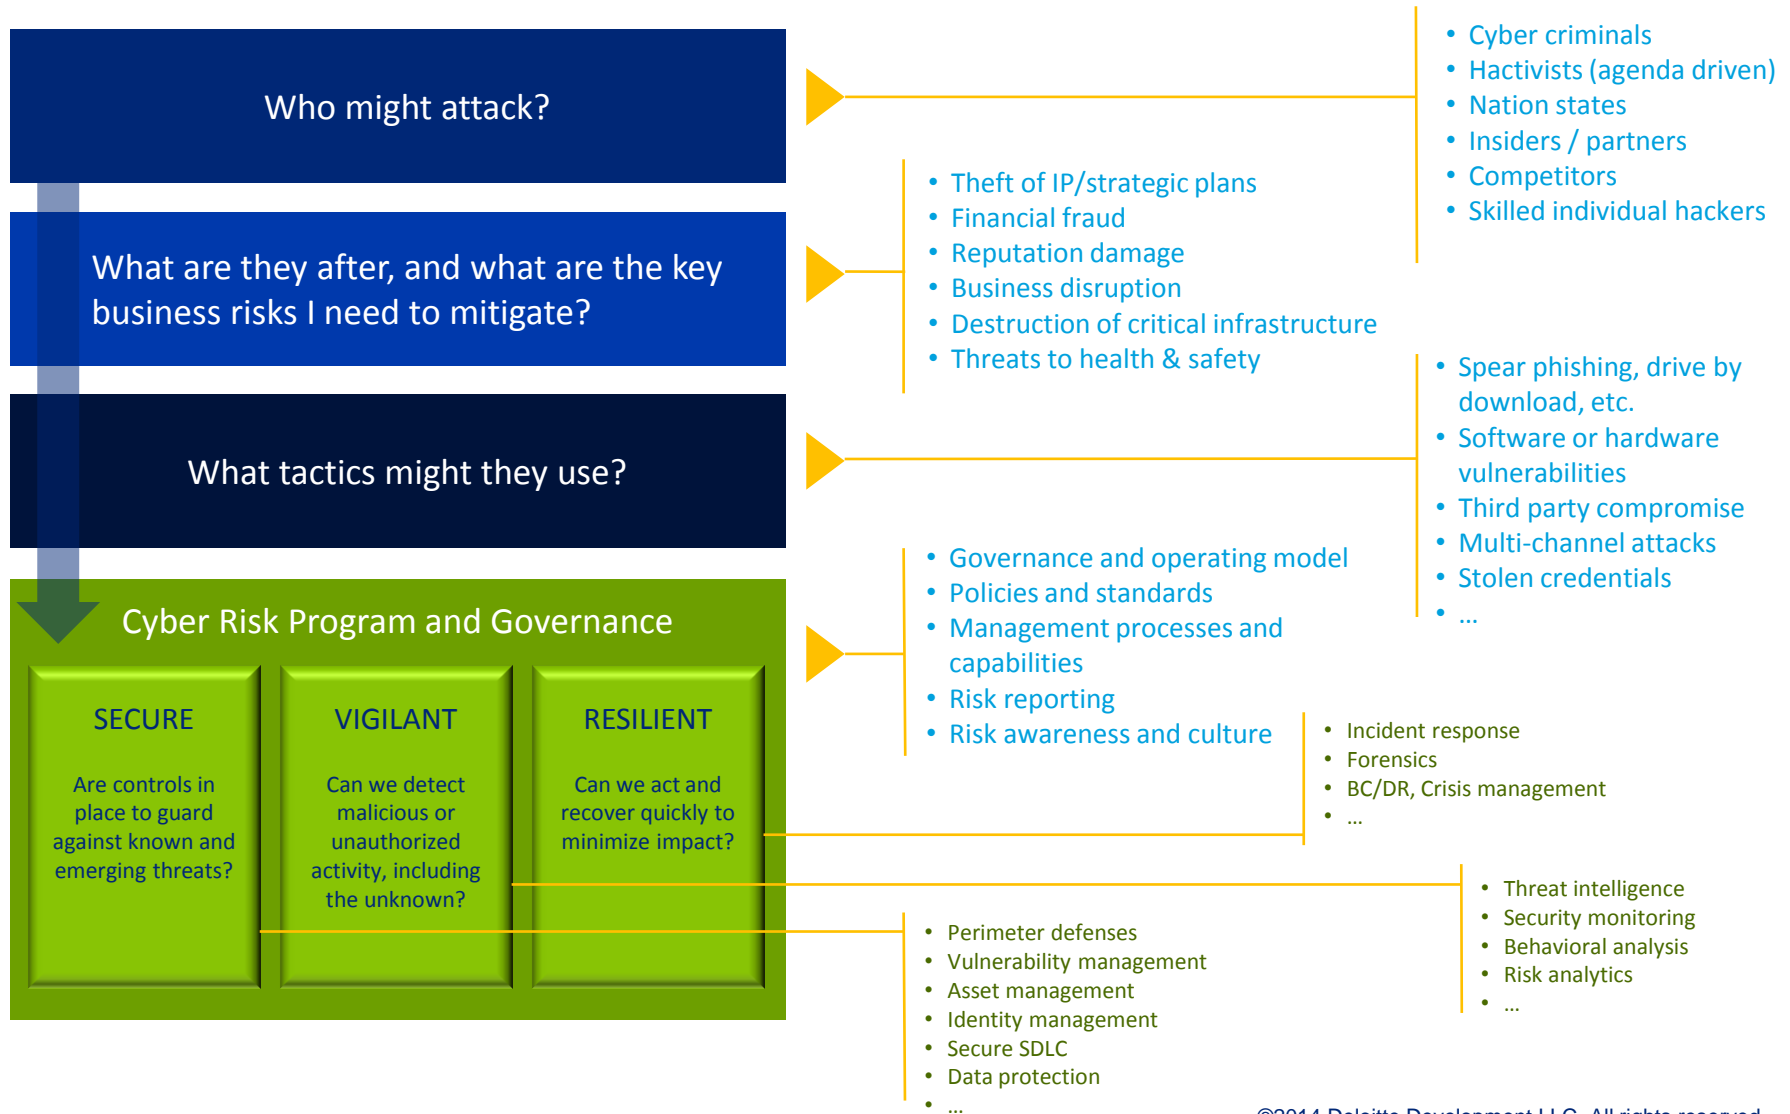 Who might attack?
• Cyber criminals
• Hactivists (agenda driven)
• Nation states
• Insiders / partners
• Competitors
• Skilled individual hackers
What are they after, and what are the key
business risks I need to mitigate?
• Theft of IP/strategic plans
• Financial fraud
• Reputation damage
• Business disruption
• Destruction of critical infrastructure
• Threats to health & safety
What tactics might they use?
• Spear phishing, drive by
download, etc.
• Software or hardware
vulnerabilities
• Third party compromise
• Multi-channel attacks
• Stolen credentials
• ...
Cyber Risk Program and Governance
• Governance and operating model
• Policies and standards
• Management processes and
capabilities
• Risk reporting
• Risk awareness and culture
SECURE
Are controls in
place to guard
against known and
emerging threats?
VIGILANT
Can we detect
malicious or
unauthorized
activity, including
the unknown?
RESILIENT
Can we act and
recover quickly to
minimize impact?
• Incident response
• Forensics
• BC/DR, Crisis management
• ...
• Threat intelligence
• Security monitoring
• Behavioral analysis
• Risk analytics
• ...
• Perimeter defenses
• Vulnerability management
• Asset management
• Identity management
• Secure SDLC
• Data protection
• ...
©2014 Deloitte Development LLC. All rights reserved.